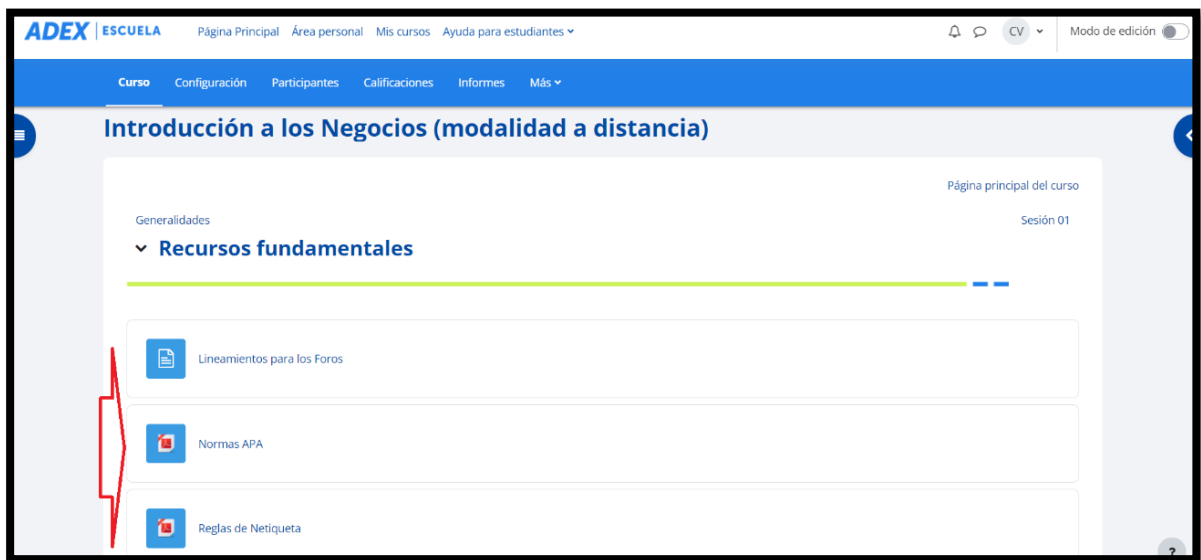 ADEX | ESCUELA Página Principal Área personal Mis cursos Ayuda para estudiantes CV Modo de edición
Curso Configuración Participantes Calificaciones Informes Más
Introducción a los Negocios (modalidad a distancia)
Página principal del curso
Generalidades Sesión 01
Recursos fundamentales
Lineamientos para los Foros
Normas APA
Reglas de Netiqueta
?